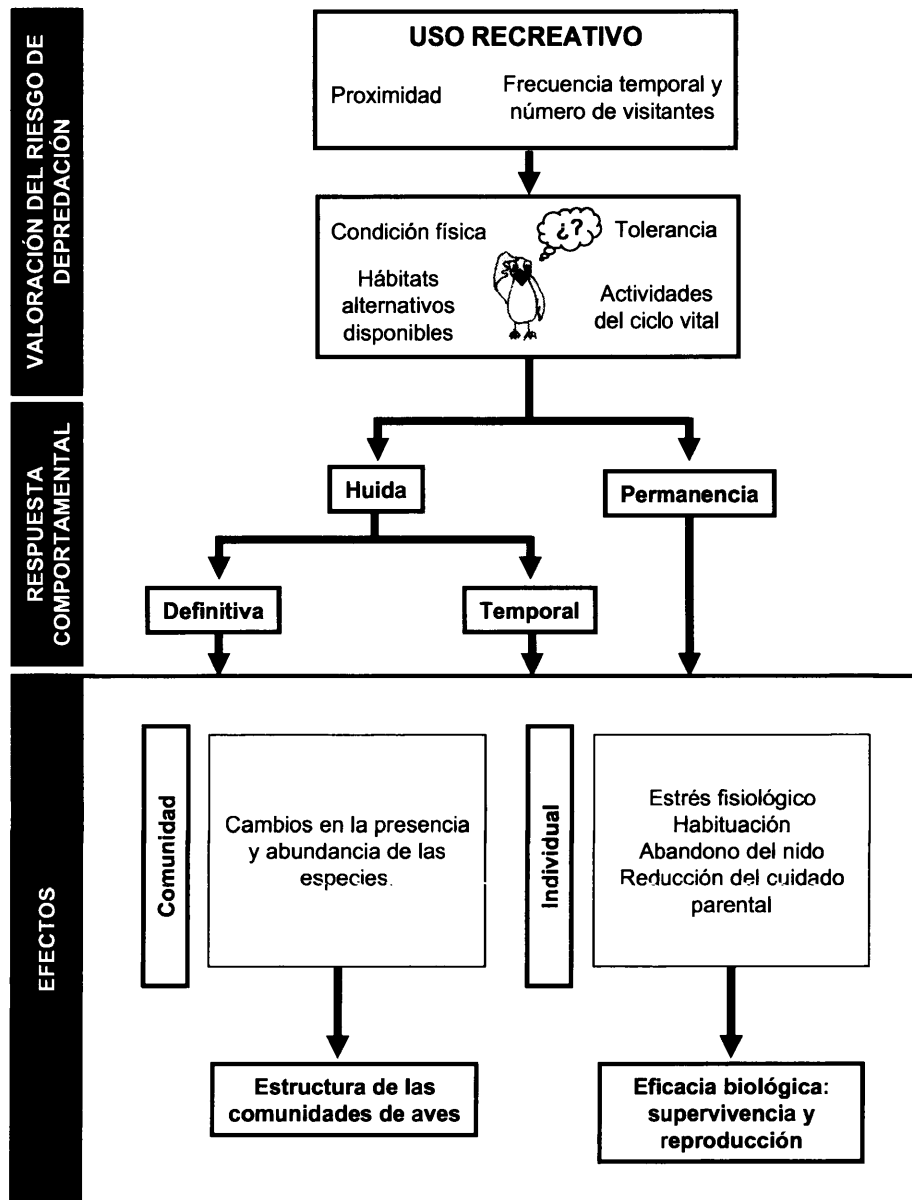 VALORACIÓN DEL RIESGO DE
DEPREDACIÓN
USO RECREATIVO
Proximidad
Frecuencia temporal y
número de visitantes
Condición física
¿?
Tolerancia
Hábitats
alternativos
disponibles
Actividades
del ciclo vital
RESPUESTA
COMPORTAMENTAL
Huida
Permanencia
Definitiva
Temporal
EFECTOS
Comunidad
Cambios en la presencia
y abundancia de las
especies.
Individual
Estrés fisiológico
Habituación
Abandono del nido
Reducción del cuidado
parental
Estructura de las
comunidades de aves
Eficacia biológica:
supervivencia y
reproducción